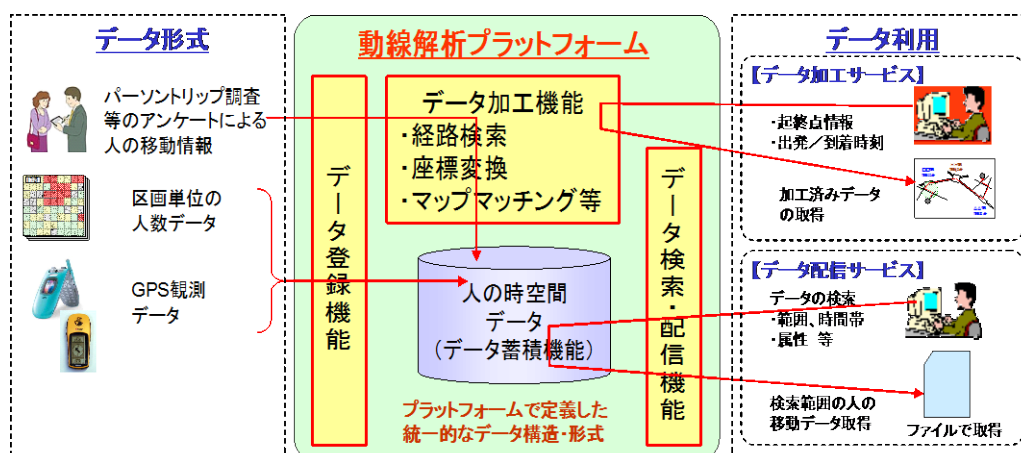 データ形式
パーソントリップ調査
等のアンケートによる
人の移動情報
区画単位の
人数データ
GPS観測
データ
動線解析プラットフォーム
データ登録機能
データ加工機能
・経路検索
・座標変換
・マップマッチング等
人の時空間
データ
(データ蓄積機能)
プラットフォームで定義した
統一的なデータ構造・形式
データ検索・配信機能
データ利用
【データ加工サービス】
・起終点情報
・出発/到着時刻
加工済みデータ
の取得
【データ配信サービス】
データの検索
・範囲、時間帯
・属性 等
検索範囲の人の
移動データ取得
ファイルで取得